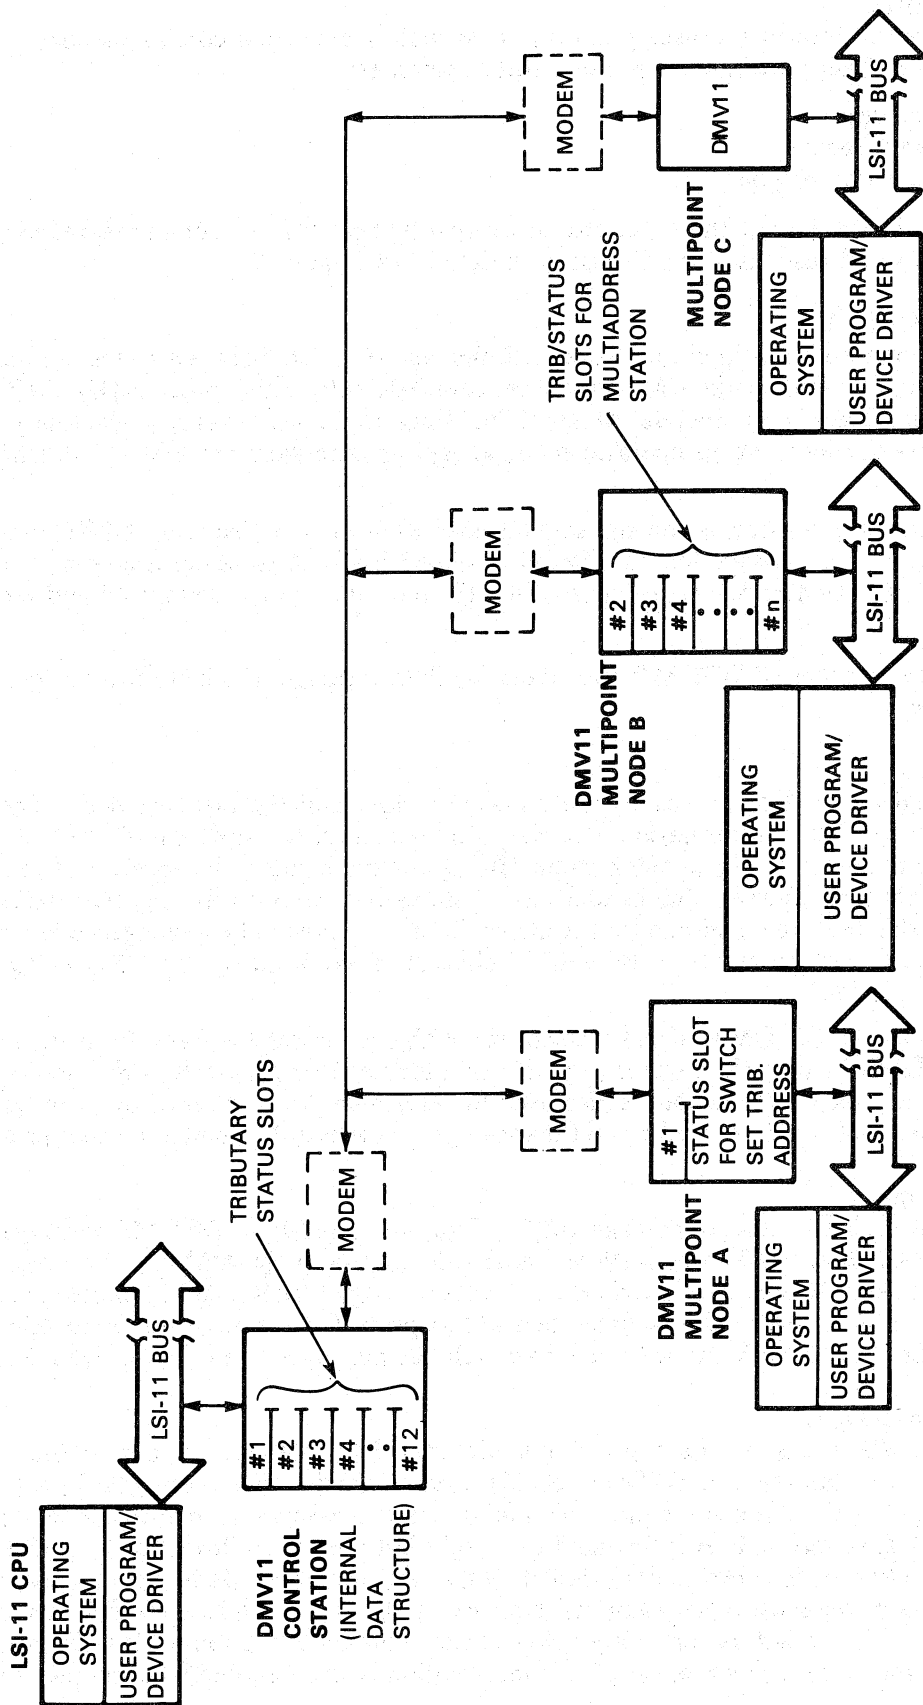 LSI-11 CPU
OPERATING
SYSTEM
USER PROGRAM/
DEVICE DRIVER
LSI-11 BUS
DMV11
CONTROL
STATION
(INTERNAL
DATA
STRUCTURE)
#1
#2
#3
#4
#12
TRIBUTARY
STATUS SLOTS
MODEM
MODEM
DMV11
MULTIPOINT
NODE A
#1
STATUS SLOT
FOR SWITCH
SET TRIB.
ADDRESS
OPERATING
SYSTEM
USER PROGRAM/
DEVICE DRIVER
LSI-11 BUS
MODEM
DMV11
MULTIPOINT
NODE B
#2
#3
#4
#n
TRIB/STATUS
SLOTS FOR
MULTIADDRESS
STATION
OPERATING
SYSTEM
USER PROGRAM/
DEVICE DRIVER
LSI-11 BUS
MODEM
DMV11
MULTIPOINT
NODE C
OPERATING
SYSTEM
USER PROGRAM/
DEVICE DRIVER
LSI-11 BUS